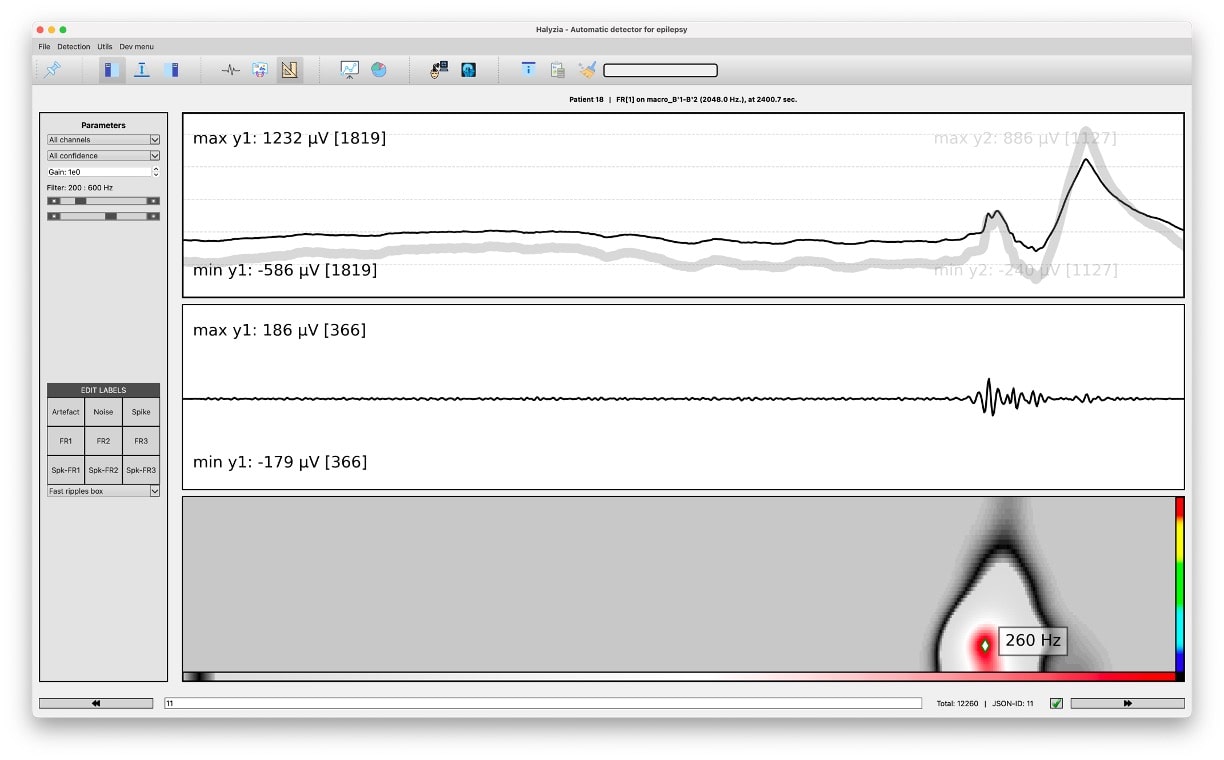 Halyzia - Automatic detector for epilepsy
File Detection Utils Dev menu
Patient 18 | FR[1] on macro_B'1-B'2 (2048.0 Hz.), at 2400.7 sec.
Parameters
All channels
All confidence
Gain: 1e0
Filter: 200 : 600 Hz
EDIT LABELS
Artefact Noise Spike
FR1 FR2 FR3
Spk-FR1 Spk-FR2 Spk-FR3
Fast ripples box
max y1: 1232 µV [1819] max y2: 886 µV [1127]
min y1: -586 µV [1819] min y2: -240 µV [1127]
max y1: 186 µV [366]
min y1: -179 µV [366]
260 Hz
11 Total: 12260 | JSON-ID: 11